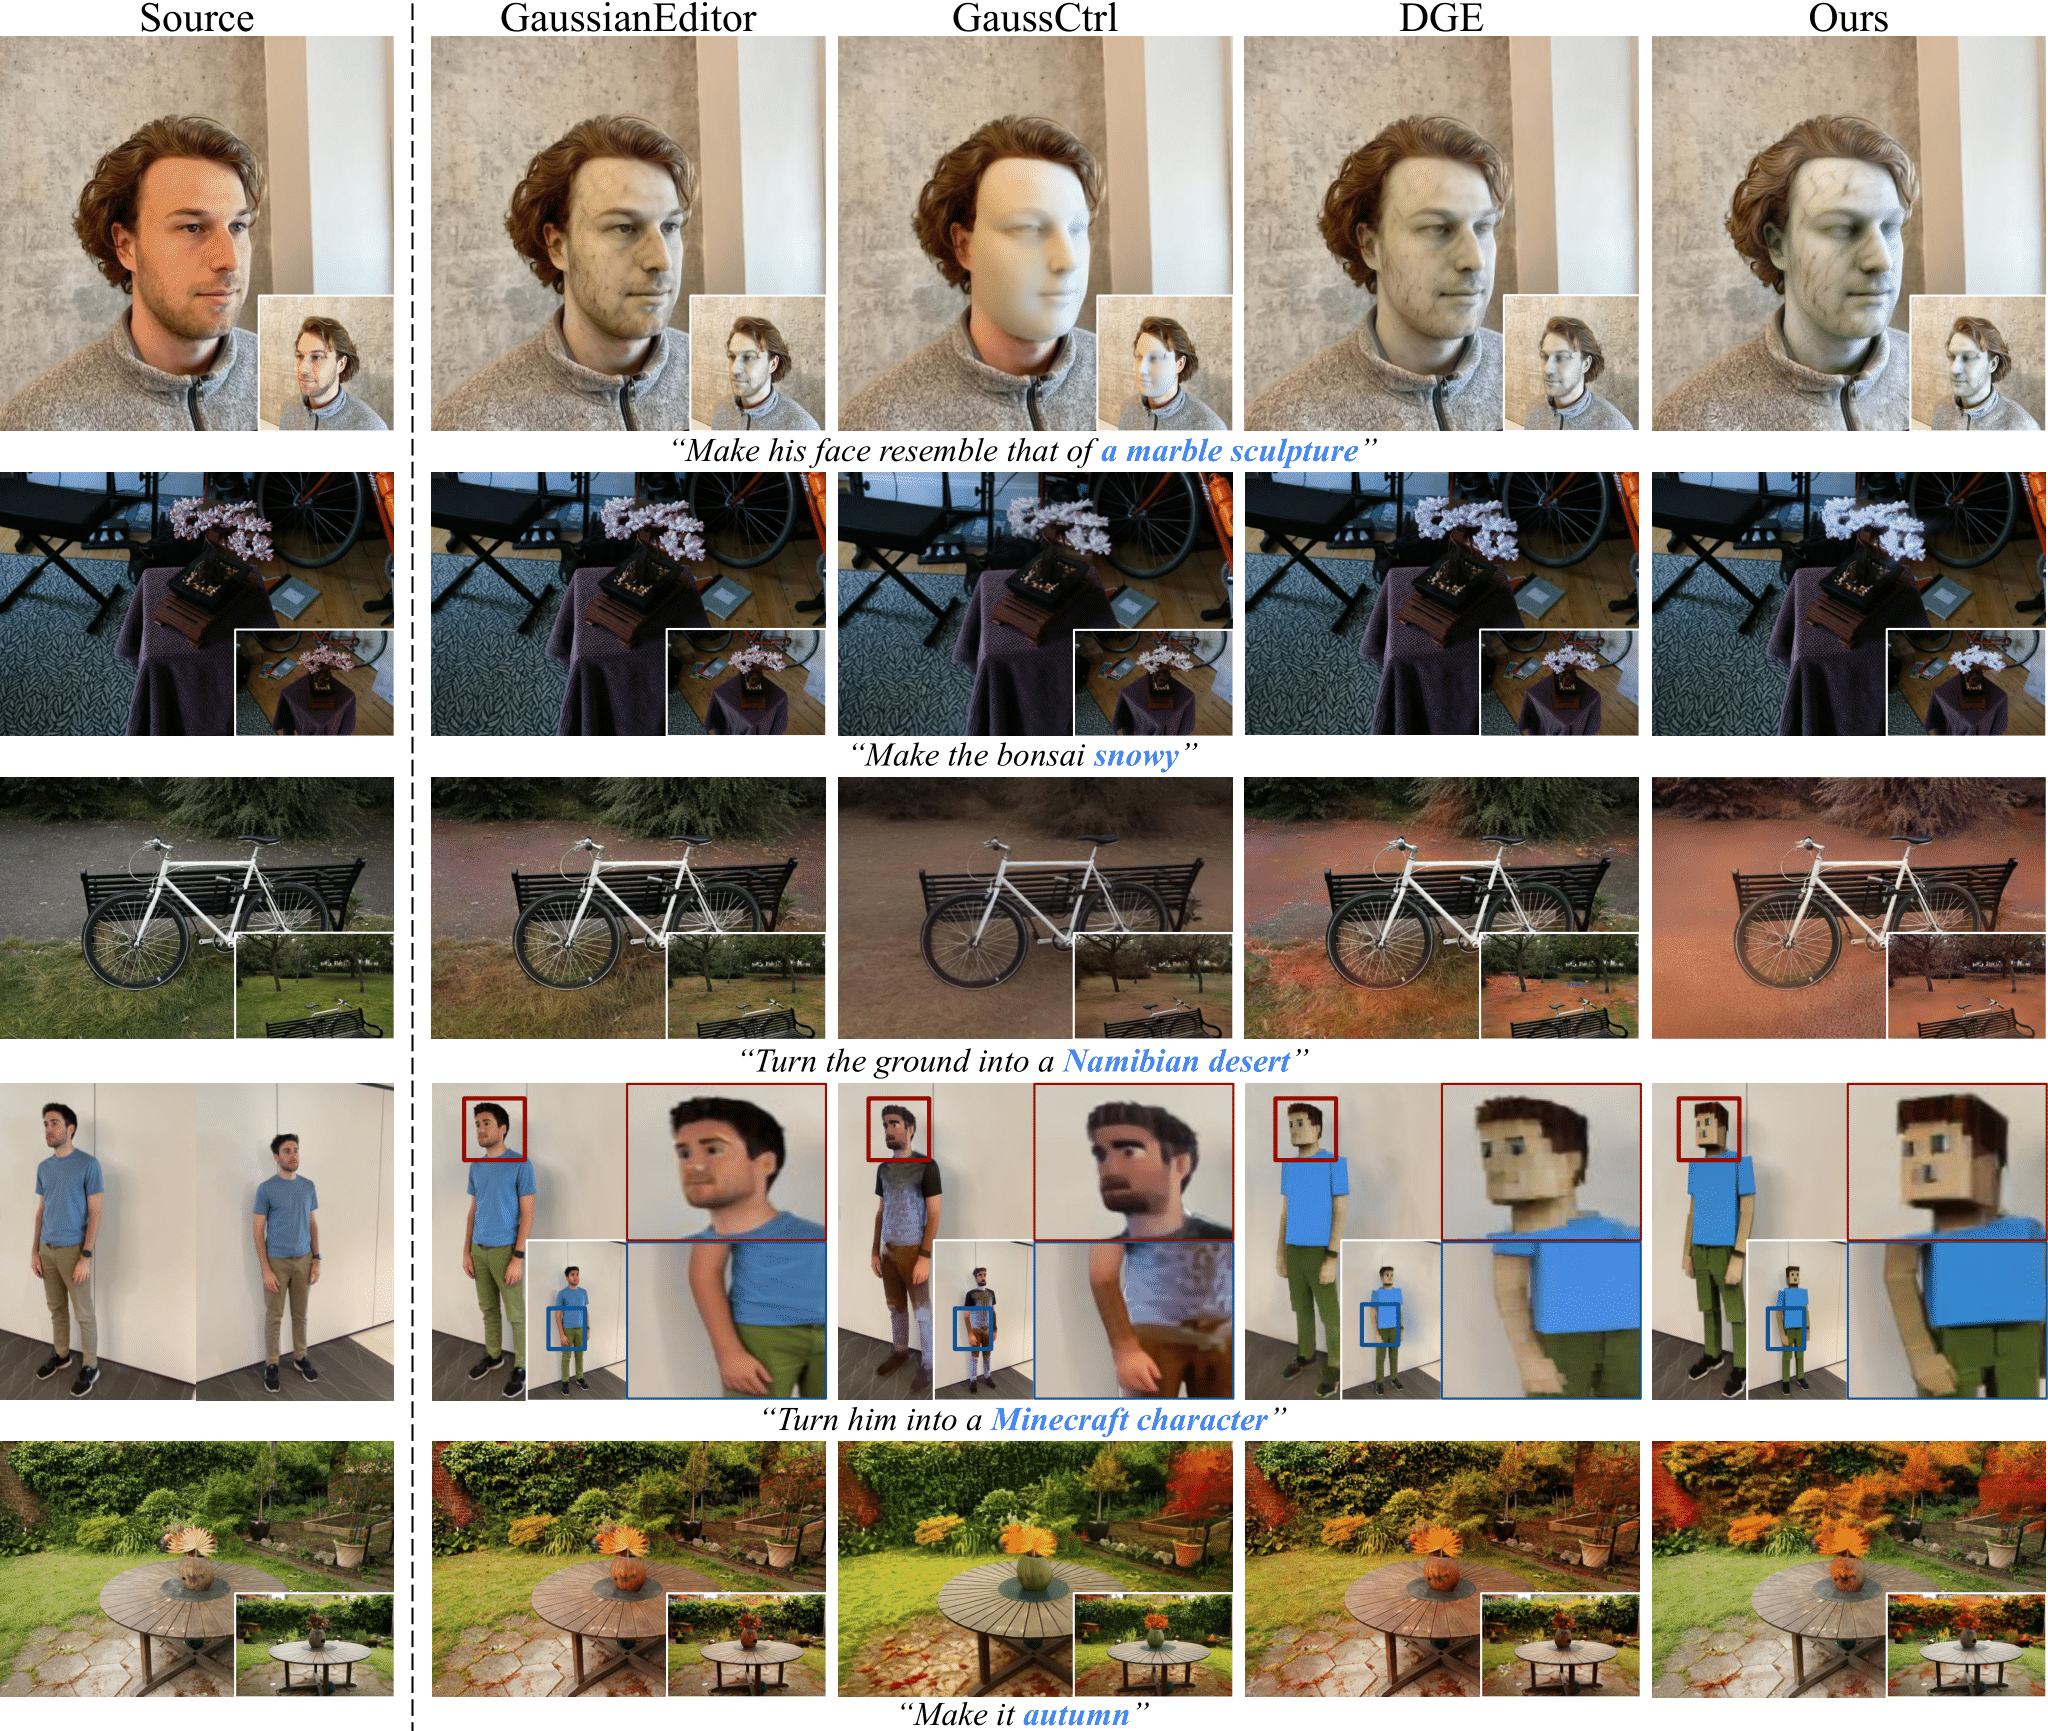 Source GaussianEditor GaussCtrl DGE Ours
“Make his face resemble that of a marble sculpture”
“Make the bonsai snowy”
“Turn the ground into a Namibian desert”
“Turn him into a Minecraft character”
“Make it autumn”